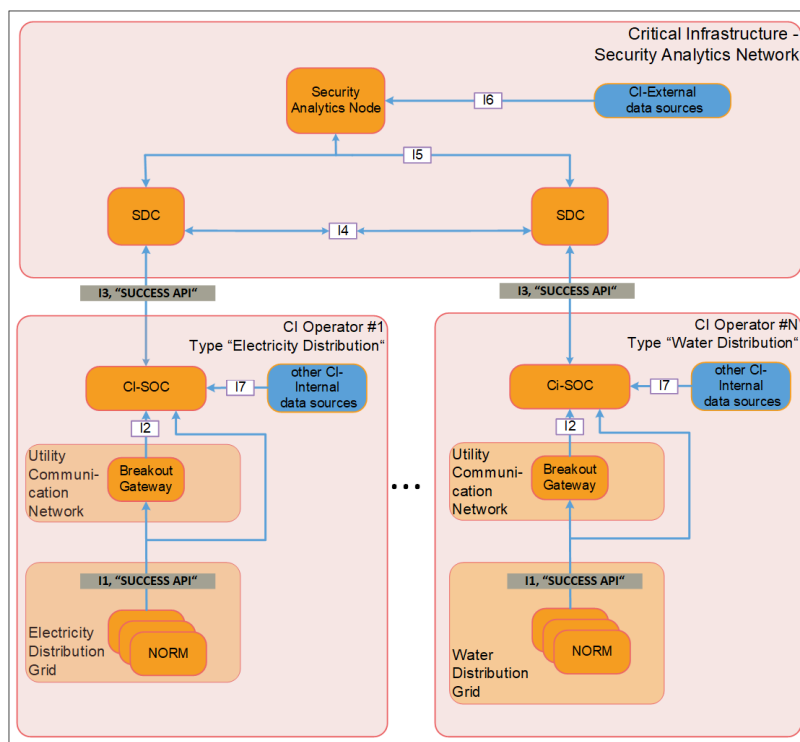 Critical Infrastructure -
Security Analytics Network
Security
Analytics Node
I6
CI-External
data sources
I5
SDC
SDC
I4
I3, “SUCCESS API“
I3, “SUCCESS API“
CI Operator #1
Type “Electricity Distribution“
CI-SOC
I7
other CI-
Internal
data sources
I2
Utility
Communi-
cation
Network
Breakout
Gateway
I1, “SUCCESS API“
Electricity
Distribution
Grid
NORM
...
CI Operator #N
Type “Water Distribution“
Ci-SOC
I7
other CI-
Internal
data sources
I2
Utility
Communi-
cation
Network
Breakout
Gateway
I1, “SUCCESS API“
Water
Distribution
Grid
NORM